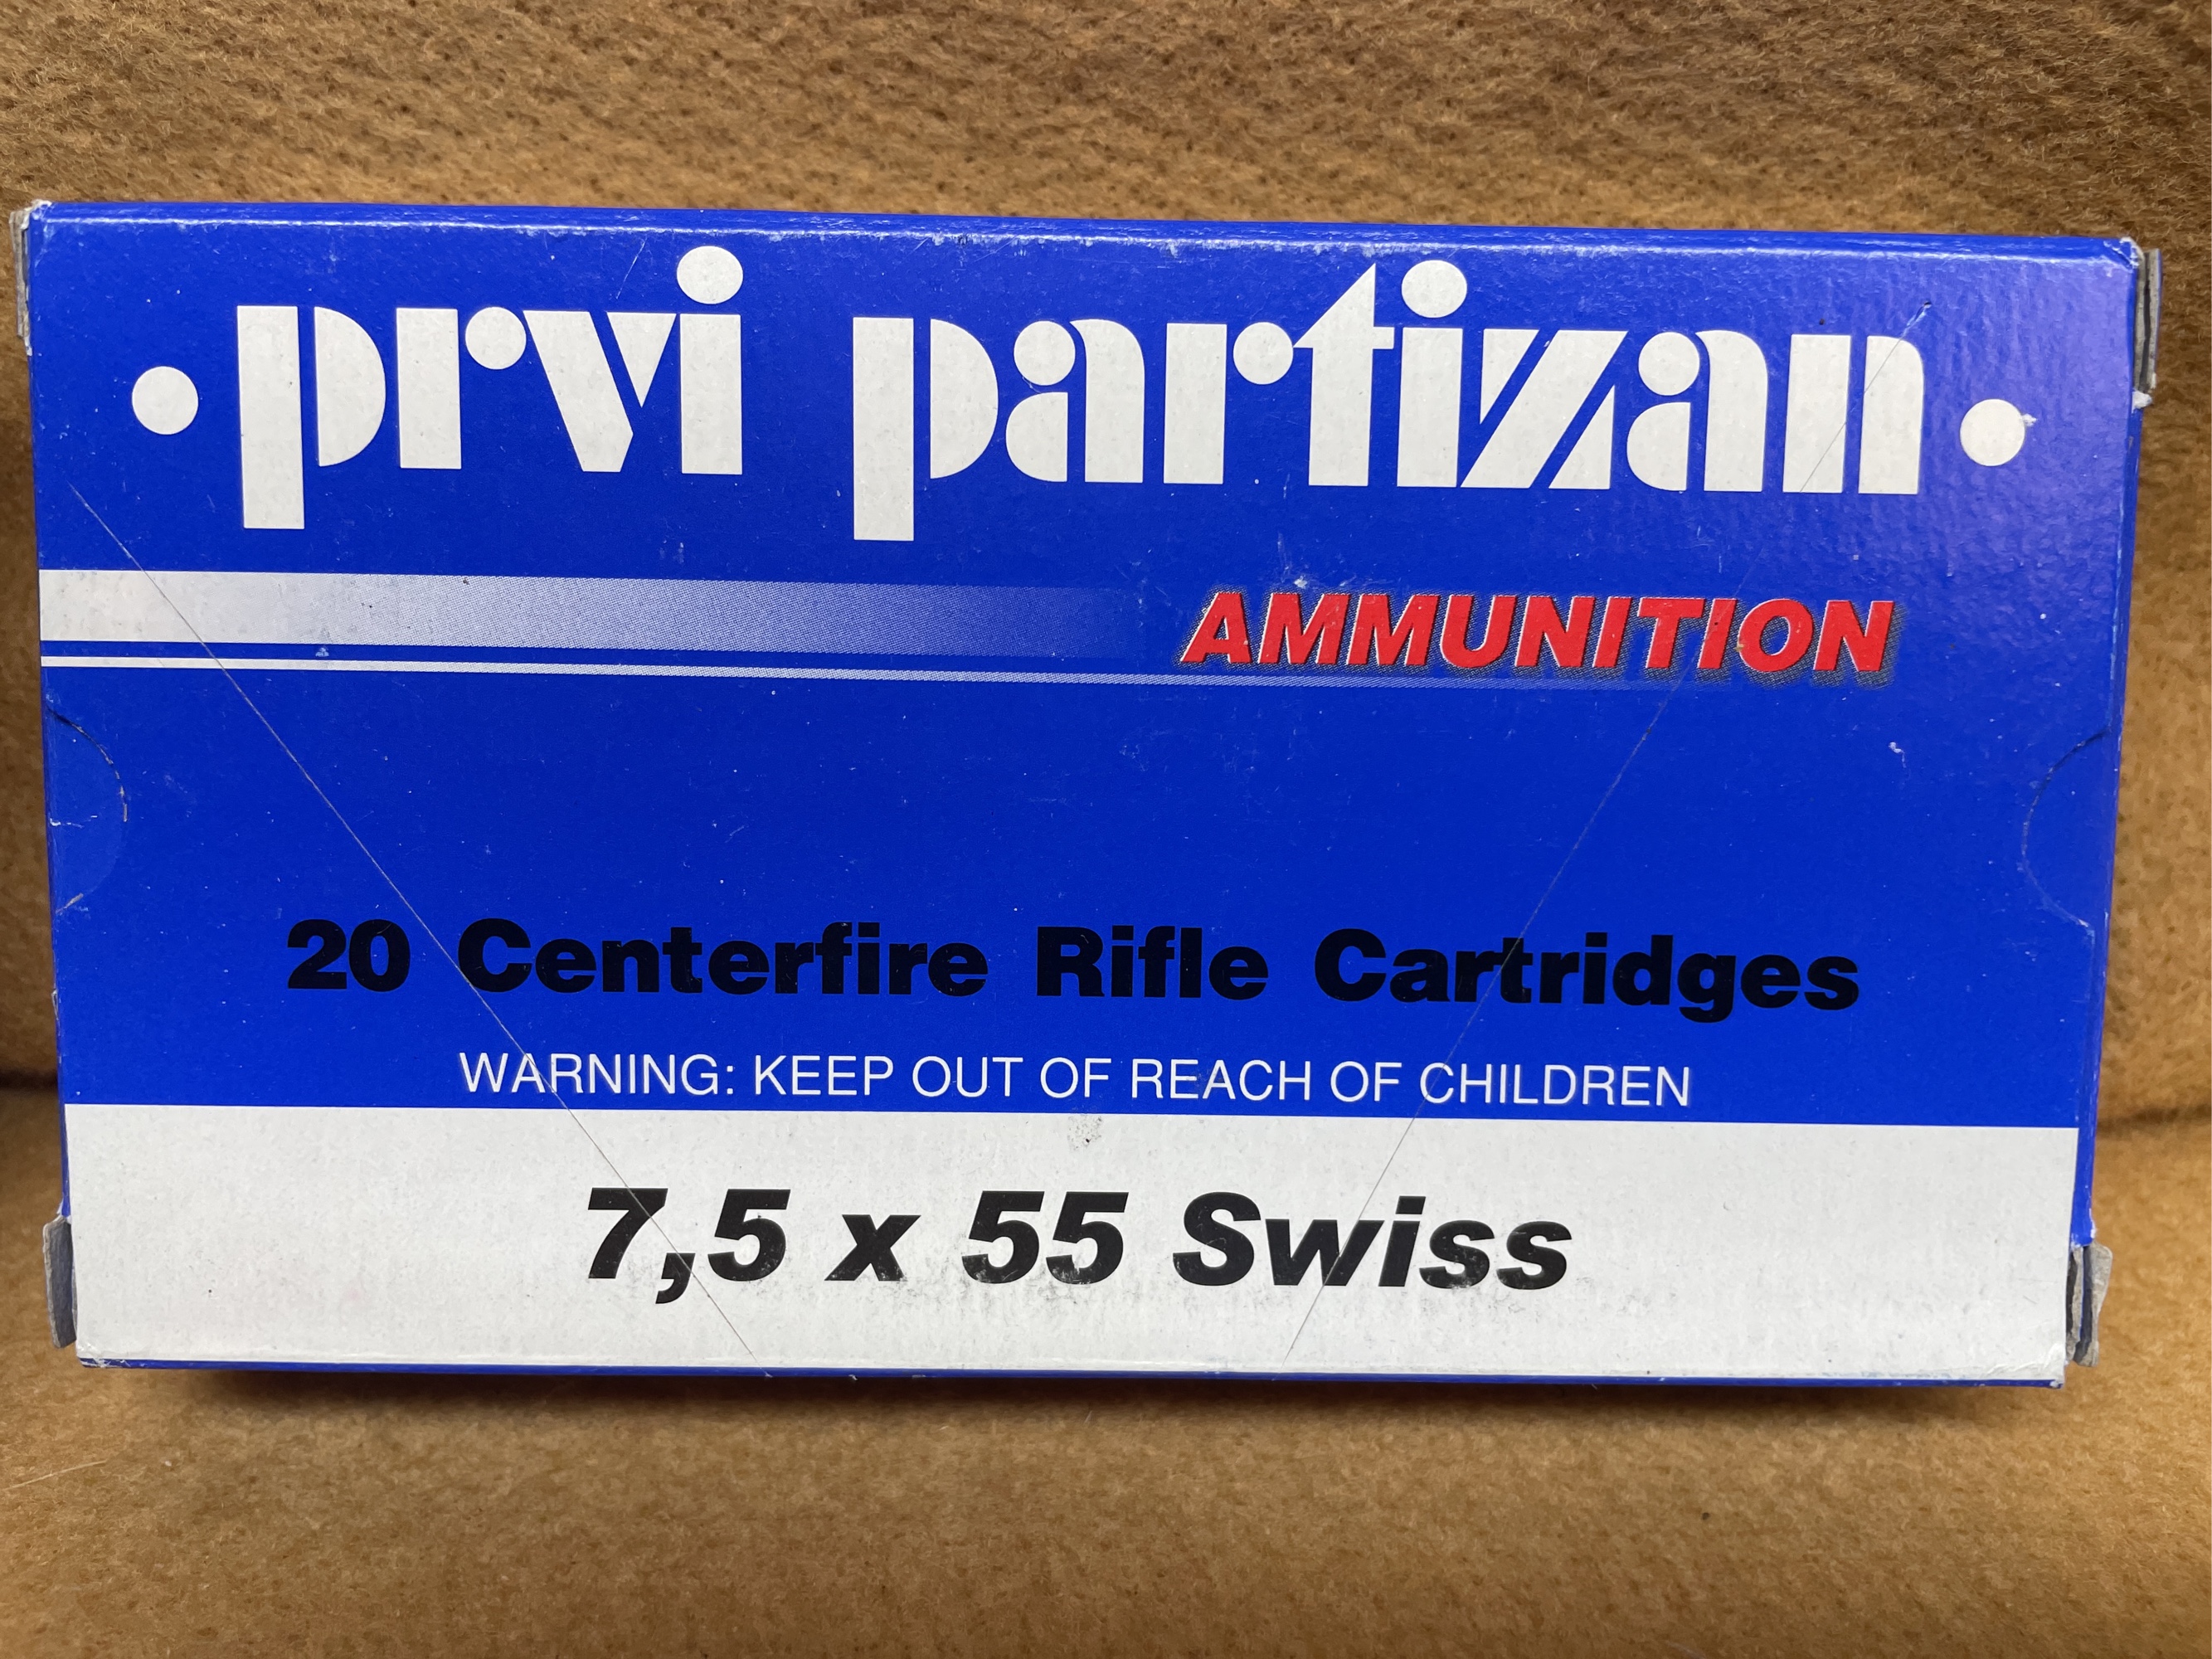 • prvi partizan •
AMMUNITION
20 Centerfire Rifle Cartridges
WARNING: KEEP OUT OF REACH OF CHILDREN
7,5 x 55 Swiss